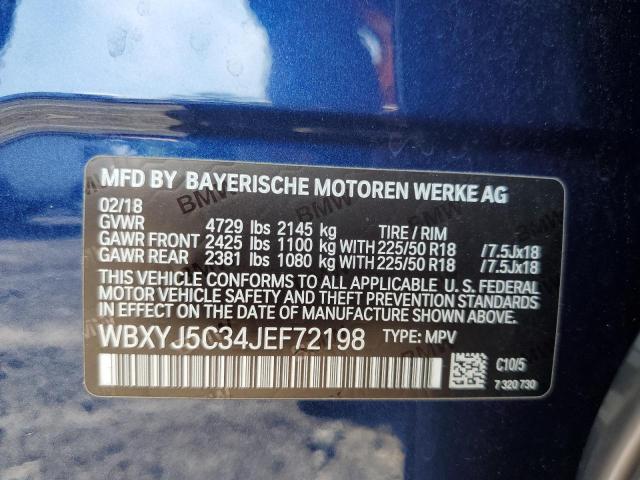 MFD BY BAYERISCHE MOTOREN WERKE AG
02/18
GVWR 4729 lbs 2145 kg TIRE / RIM
GAWR FRONT 2425 lbs 1100 kg WITH 225/50 R18 /7.5Jx18
GAWR REAR 2381 lbs 1080 kg WITH 225/50 R18 /7.5Jx18
THIS VEHICLE CONFORMS TO ALL APPLICABLE U. S. FEDERAL
MOTOR VEHICLE SAFETY AND THEFT PREVENTION STANDARDS
IN EFFECT ON THE DATE OF MANUFACTURE SHOWN ABOVE.
WBXYJ5C34JEF72198 TYPE: MPV
C10/5
7 320 730